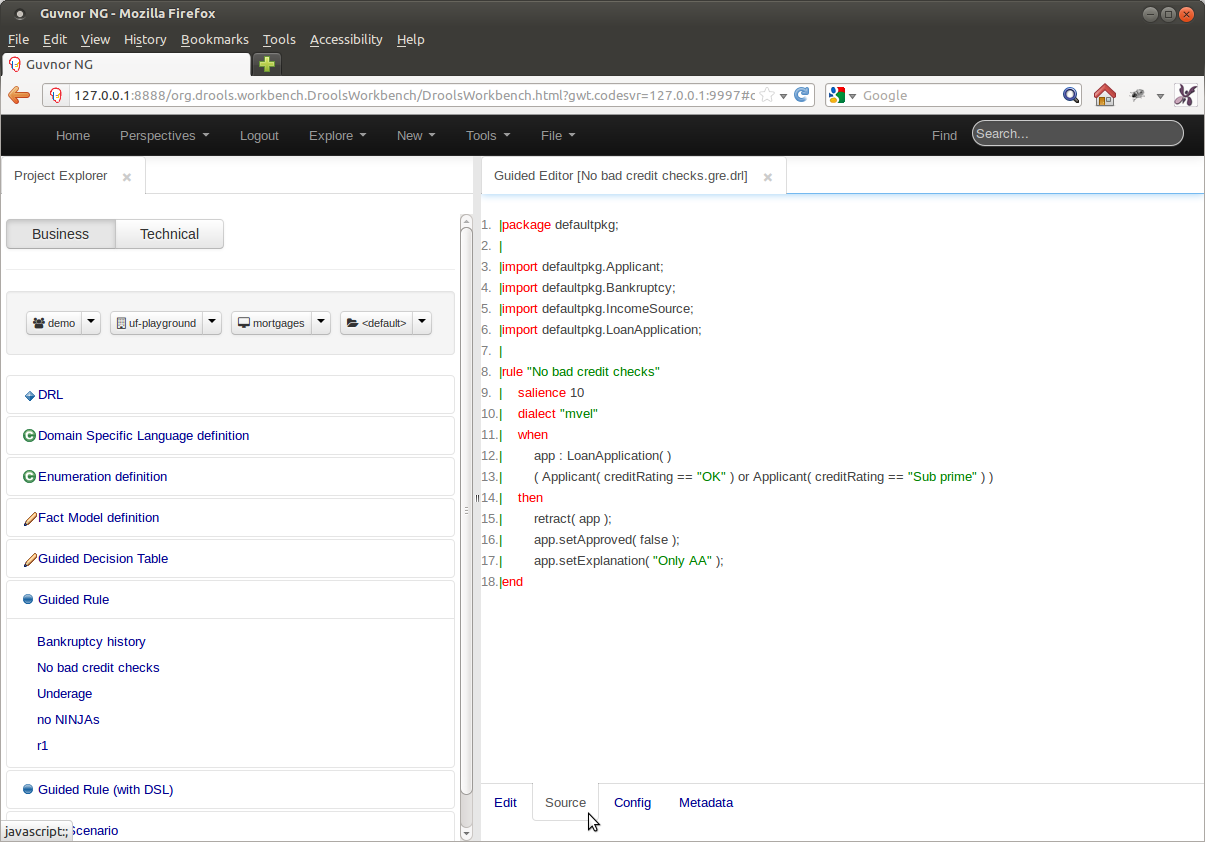 Guvnor NG - Mozilla Firefox
File Edit View History Bookmarks Tools Accessibility Help
Guvnor NG
127.0.0.1:8888/org.drools.workbench.DroolsWorkbench/DroolsWorkbench.html?gwt.codesvr=127.0.0.1:9997#c
Google
Home Perspectives Logout Explore New Tools File Find Search...
Project Explorer
Business Technical
demo uf-playground mortgages <default>
DRL
Domain Specific Language definition
Enumeration definition
Fact Model definition
Guided Decision Table
Guided Rule
Bankruptcy history
No bad credit checks
Underage
no NINJAs
r1
Guided Rule (with DSL)
Scenario
javascript:;
Guided Editor [No bad credit checks.gre.drl]
1. |package defaultpkg;
2. |
3. |import defaultpkg.Applicant;
4. |import defaultpkg.Bankruptcy;
5. |import defaultpkg.IncomeSource;
6. |import defaultpkg.LoanApplication;
7. |
8. |rule "No bad credit checks"
9. | salience 10
10.| dialect "mvel"
11.| when
12.| app : LoanApplication( )
13.| ( Applicant( creditRating == "OK" ) or Applicant( creditRating == "Sub prime" ) )
14.| then
15.| retract( app );
16.| app.setApproved( false );
17.| app.setExplanation( "Only AA" );
18.|end
Edit Source Config Metadata